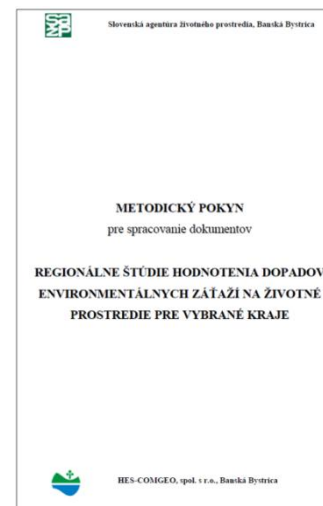 Slovenská agentúra životného prostredia, Banská Bystrica
METODICKÝ POKYN
pre spracovanie dokumentov
REGIONÁLNE ŠTÚDIE HODNOTENIA DOPADOV
ENVIRONMENTÁLNYCH ZÁŤAŽÍ NA ŽIVOTNÉ
PROSTREDIE PRE VYBRANÉ KRAJE
HES-COMGEO, spol. s r.o., Banská Bystrica